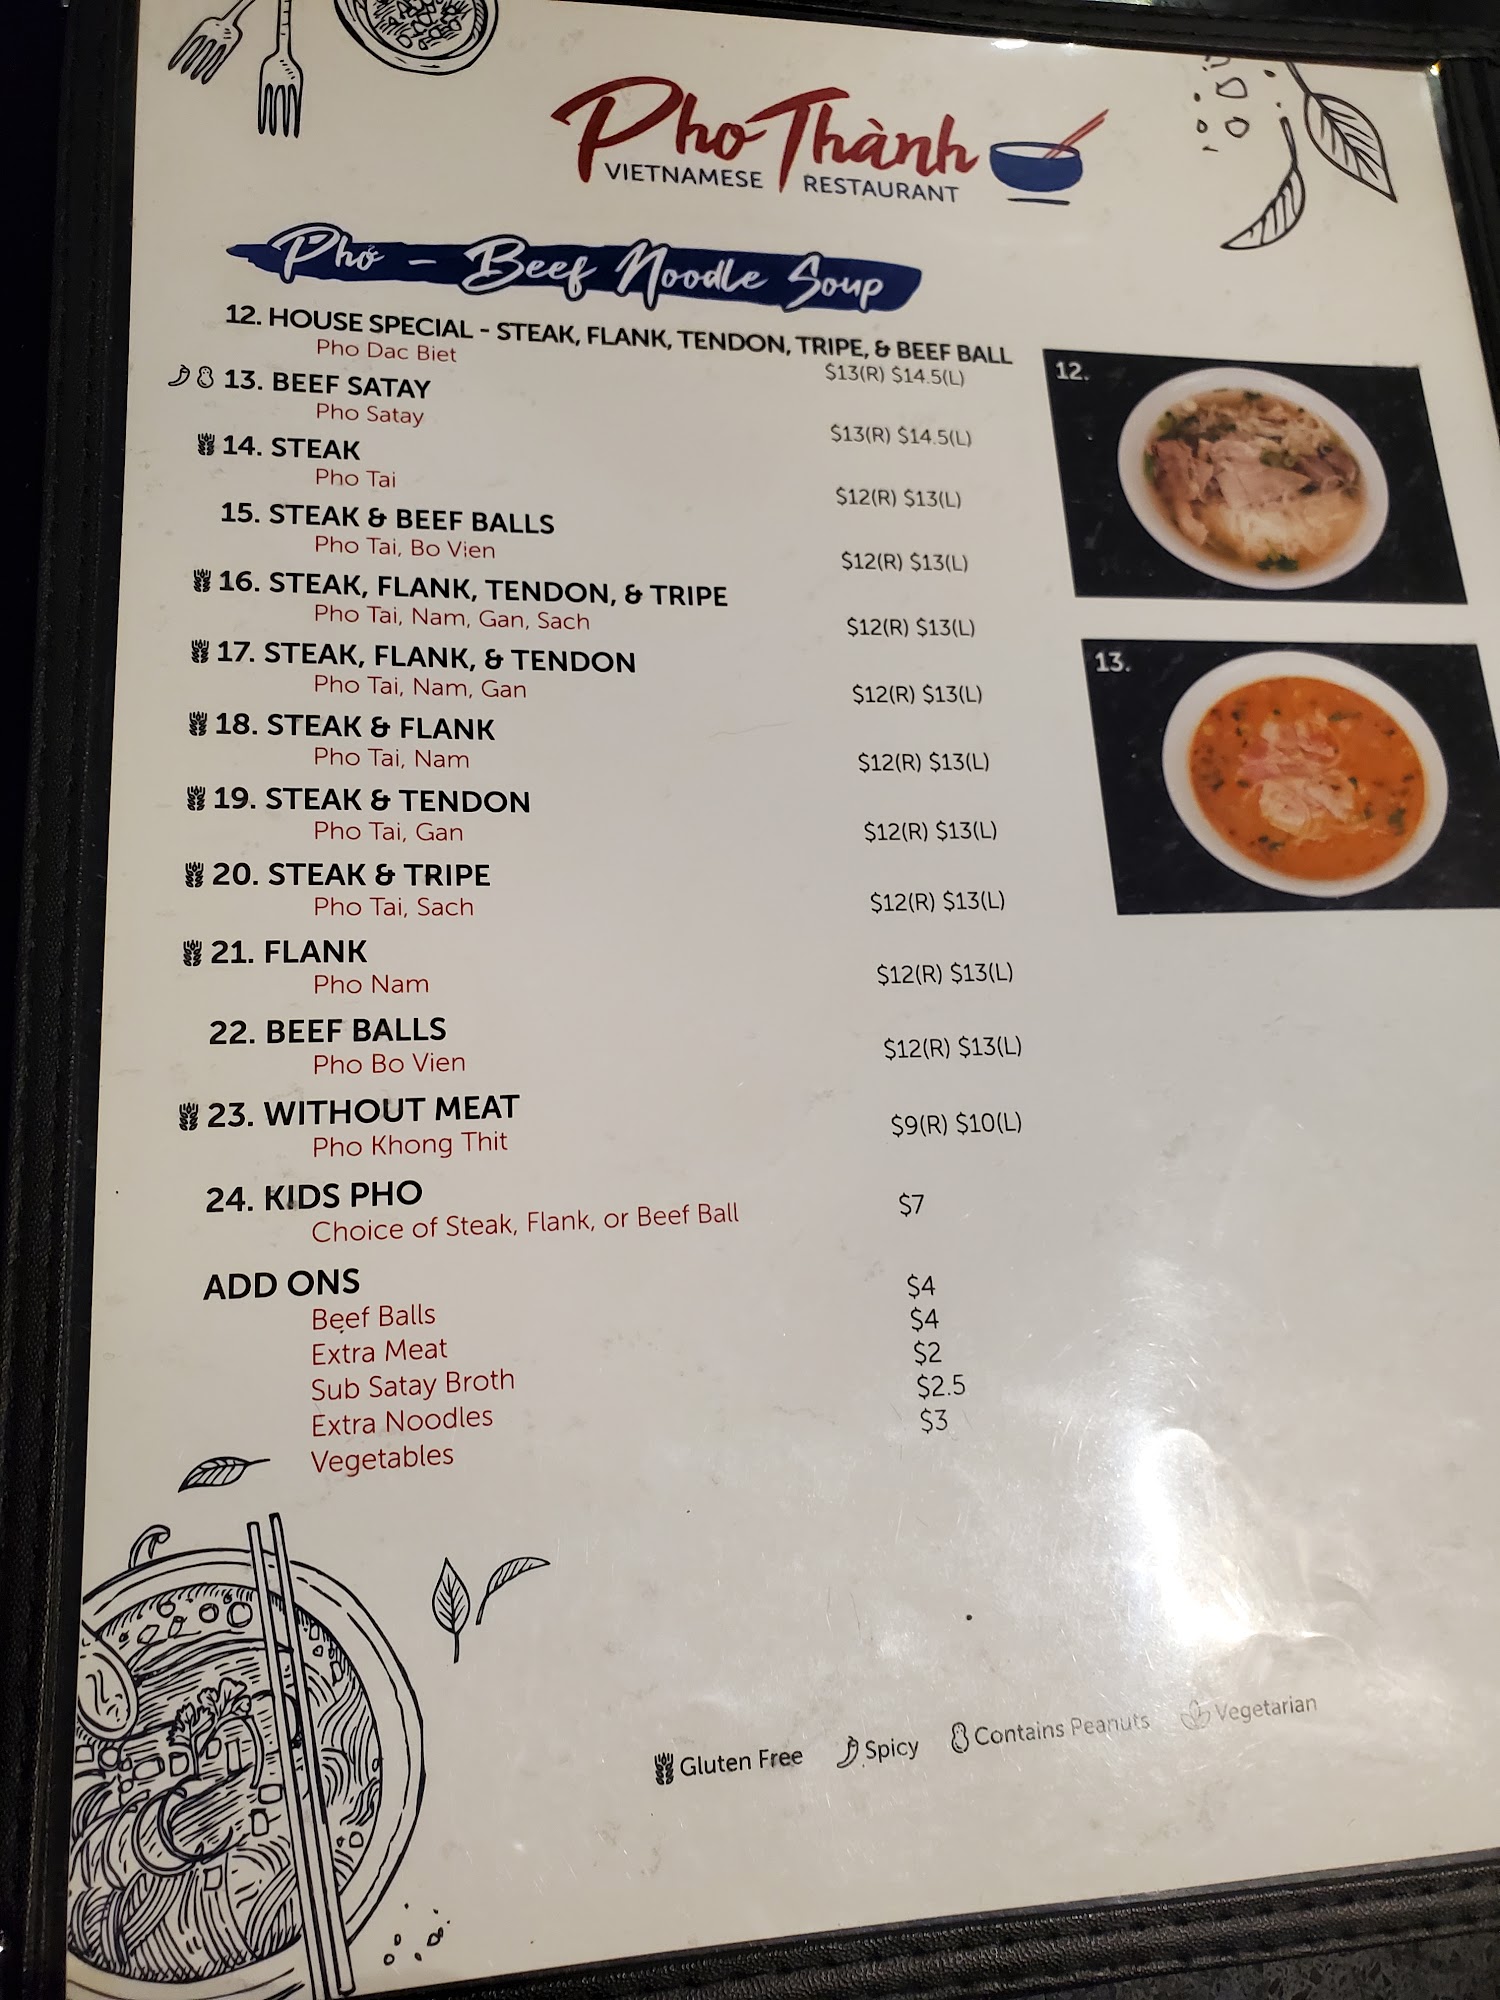 Pho Thành
VIETNAMESE RESTAURANT
Phở - Beef Noodle Soup
12. HOUSE SPECIAL - STEAK, FLANK, TENDON, TRIPE, & BEEF BALL
Pho Dac Biet
$13(R) $14.5(L)
13. BEEF SATAY
Pho Satay
$13(R) $14.5(L)
14. STEAK
Pho Tai
$12(R) $13(L)
15. STEAK & BEEF BALLS
Pho Tai, Bo Vien
$12(R) $13(L)
16. STEAK, FLANK, TENDON, & TRIPE
Pho Tai, Nam, Gan, Sach
$12(R) $13(L)
17. STEAK, FLANK, & TENDON
Pho Tai, Nam, Gan
$12(R) $13(L)
18. STEAK & FLANK
Pho Tai, Nam
$12(R) $13(L)
19. STEAK & TENDON
Pho Tai, Gan
$12(R) $13(L)
20. STEAK & TRIPE
Pho Tai, Sach
$12(R) $13(L)
21. FLANK
Pho Nam
$12(R) $13(L)
22. BEEF BALLS
Pho Bo Vien
$12(R) $13(L)
23. WITHOUT MEAT
Pho Khong Thit
$9(R) $10(L)
24. KIDS PHO
Choice of Steak, Flank, or Beef Ball
$7
ADD ONS
Beef Balls
$4
Extra Meat
$4
Sub Satay Broth
$2
Extra Noodles
$2.5
Vegetables
$3
12.
13.
Gluten Free Spicy Contains Peanuts Vegetarian